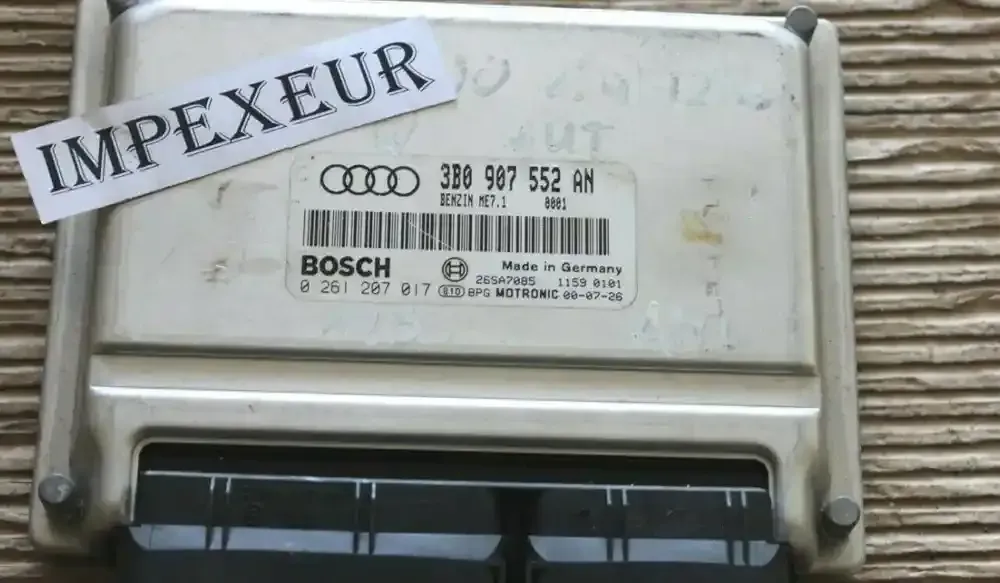 IMPEXEUR
3B0 907 552 AN
BENZIN ME7.1 0001
BOSCH
Made in Germany
26SA7085 1159 0101
0 261 207 017 BPG MOTRONIC 00-07-26